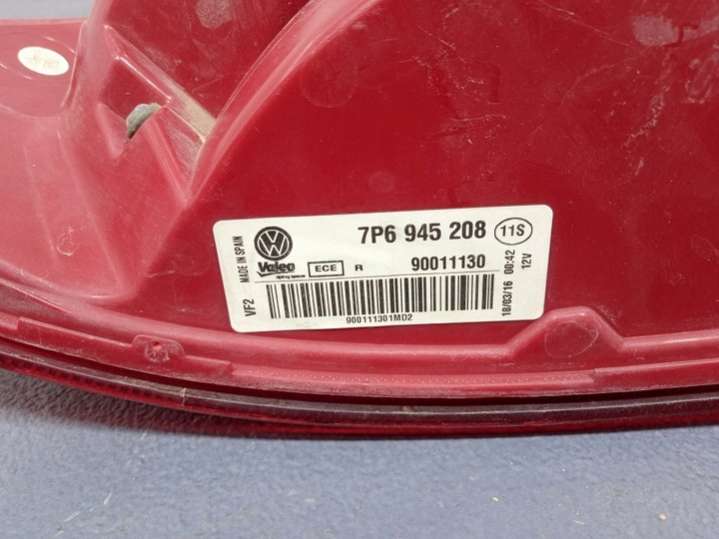 7P6 945 208 11S
MADE IN SPAIN
Valeo ECE R 90011130
VF2
900111301MD2
18/03/16 00:42
12V